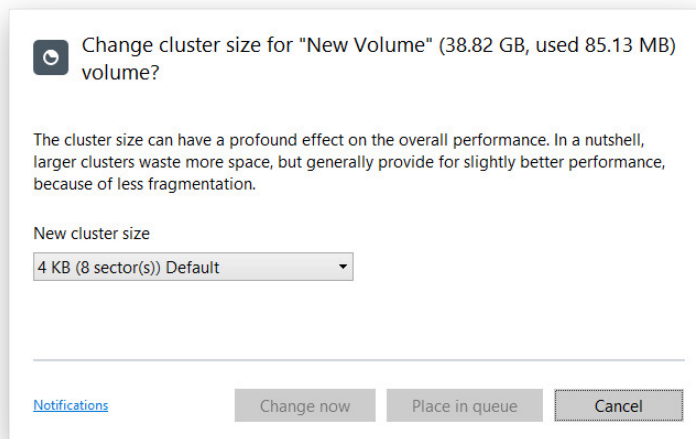 Change cluster size for "New Volume" (38.82 GB, used 85.13 MB)
volume?
The cluster size can have a profound effect on the overall performance. In a nutshell,
larger clusters waste more space, but generally provide for slightly better performance,
because of less fragmentation.
New cluster size
4 KB (8 sector(s)) Default
Notifications
Change now
Place in queue
Cancel